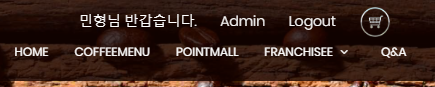 민형님 반갑습니다. Admin Logout
HOME COFFEEMENU POINTMALL FRANCHISEE Q&A